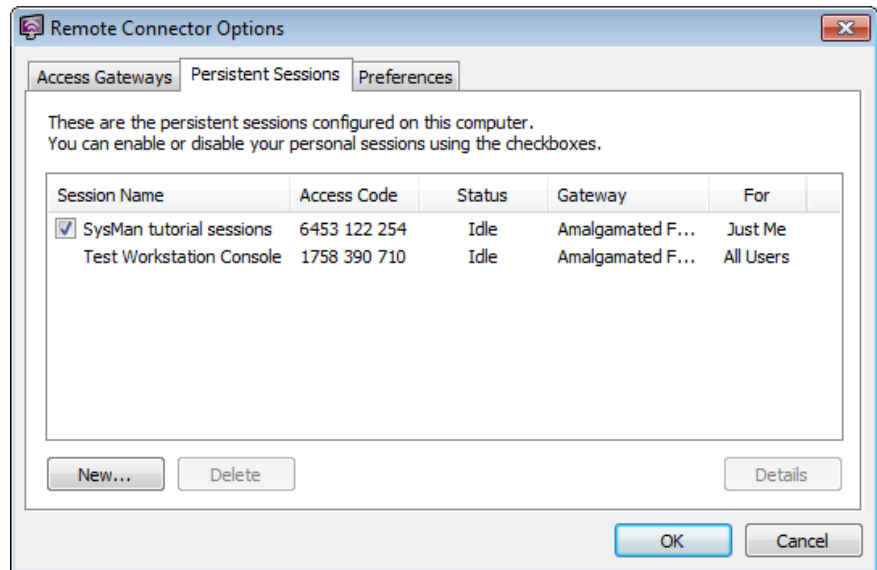 Remote Connector Options
Access Gateways Persistent Sessions Preferences
These are the persistent sessions configured on this computer.
You can enable or disable your personal sessions using the checkboxes.
Session Name Access Code Status Gateway For
SysMan tutorial sessions 6453 122 254 Idle Amalgamated F... Just Me
Test Workstation Console 1758 390 710 Idle Amalgamated F... All Users
New... Delete Details
OK Cancel